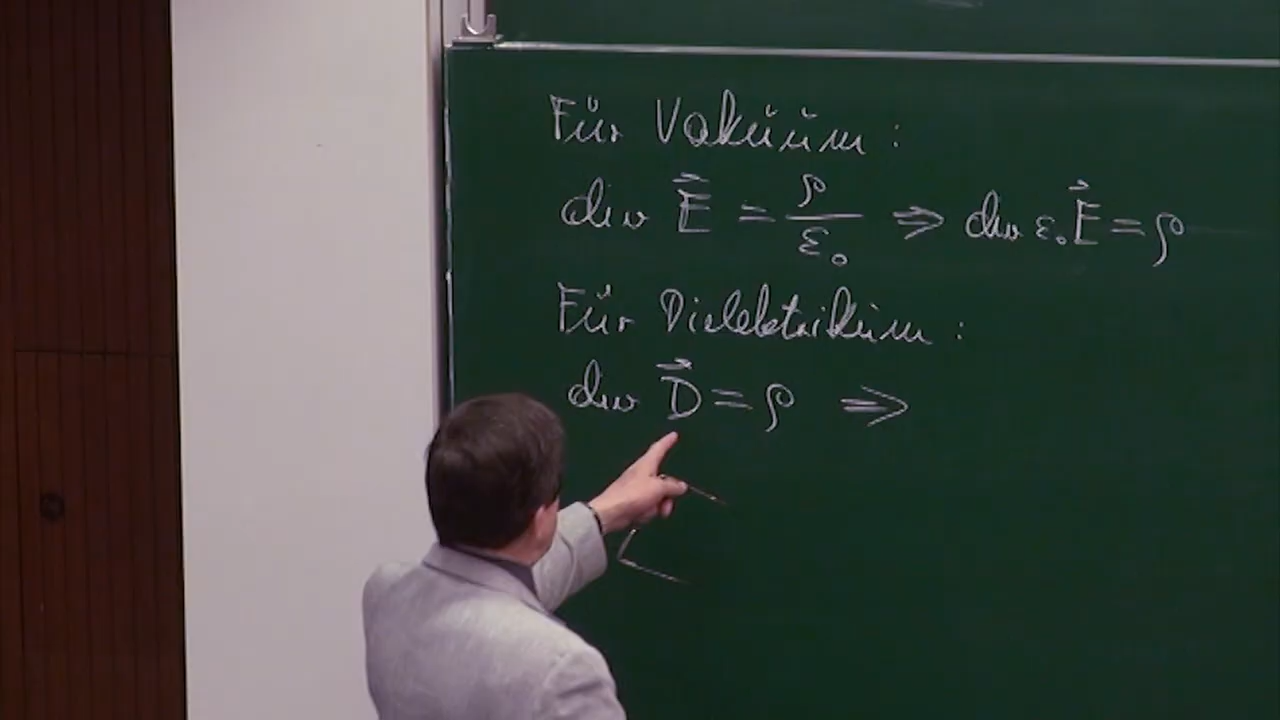 Für Vakuum :
div E⃗ = ρ/ε₀ ⇒ div ε₀E⃗ = ρ
Für Dielektrikum :
div D⃗ = ρ ⇒